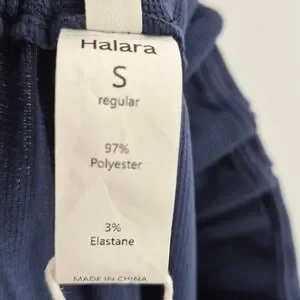 Halara
S
regular
97%
Polyester
3%
Elastane
MADE IN CHINA